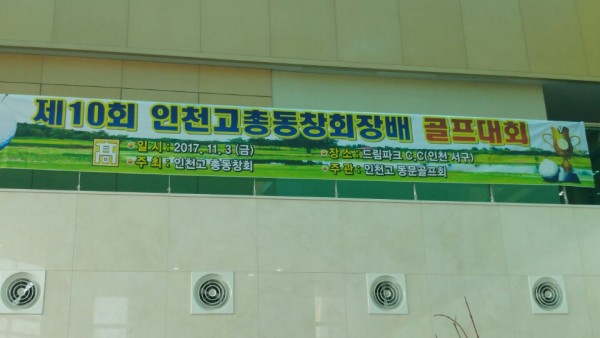 제10회 인천고총동창회장배 골프대회
高 일시 : 2017. 11. 3 (금) 장소 : 드림파크 C.C (인천 서구)
주최 : 인천고 총동창회 주관 : 인천고 동문골프회